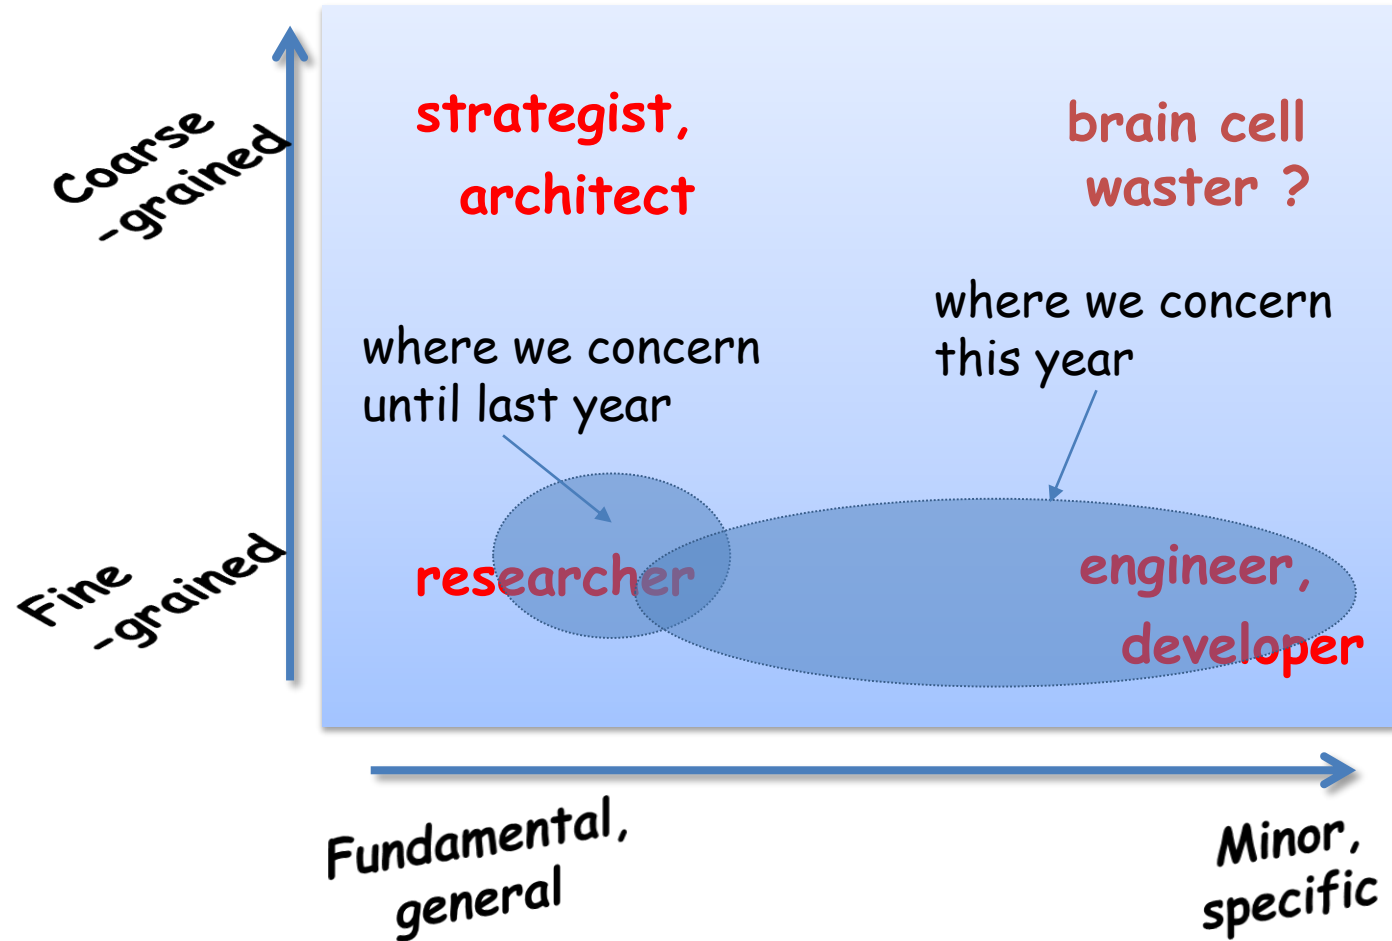 Coarse
-grained
strategist,
architect
brain cell
waster ?
where we concern
until last year
where we concern
this year
Fine
-grained
researcher
engineer,
developer
Fundamental,
general
Minor,
specific